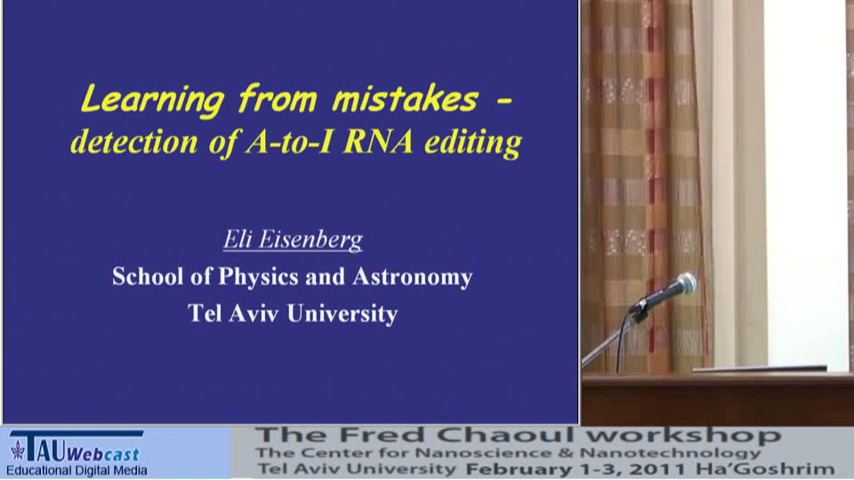 Learning from mistakes -
detection of A-to-I RNA editing
Eli Eisenberg
School of Physics and Astronomy
Tel Aviv University
TAU Webcast
Educational Digital Media
The Fred Chaoul workshop
The Center for Nanoscience & Nanotechnology
Tel Aviv University February 1-3, 2011 Ha'Goshrim